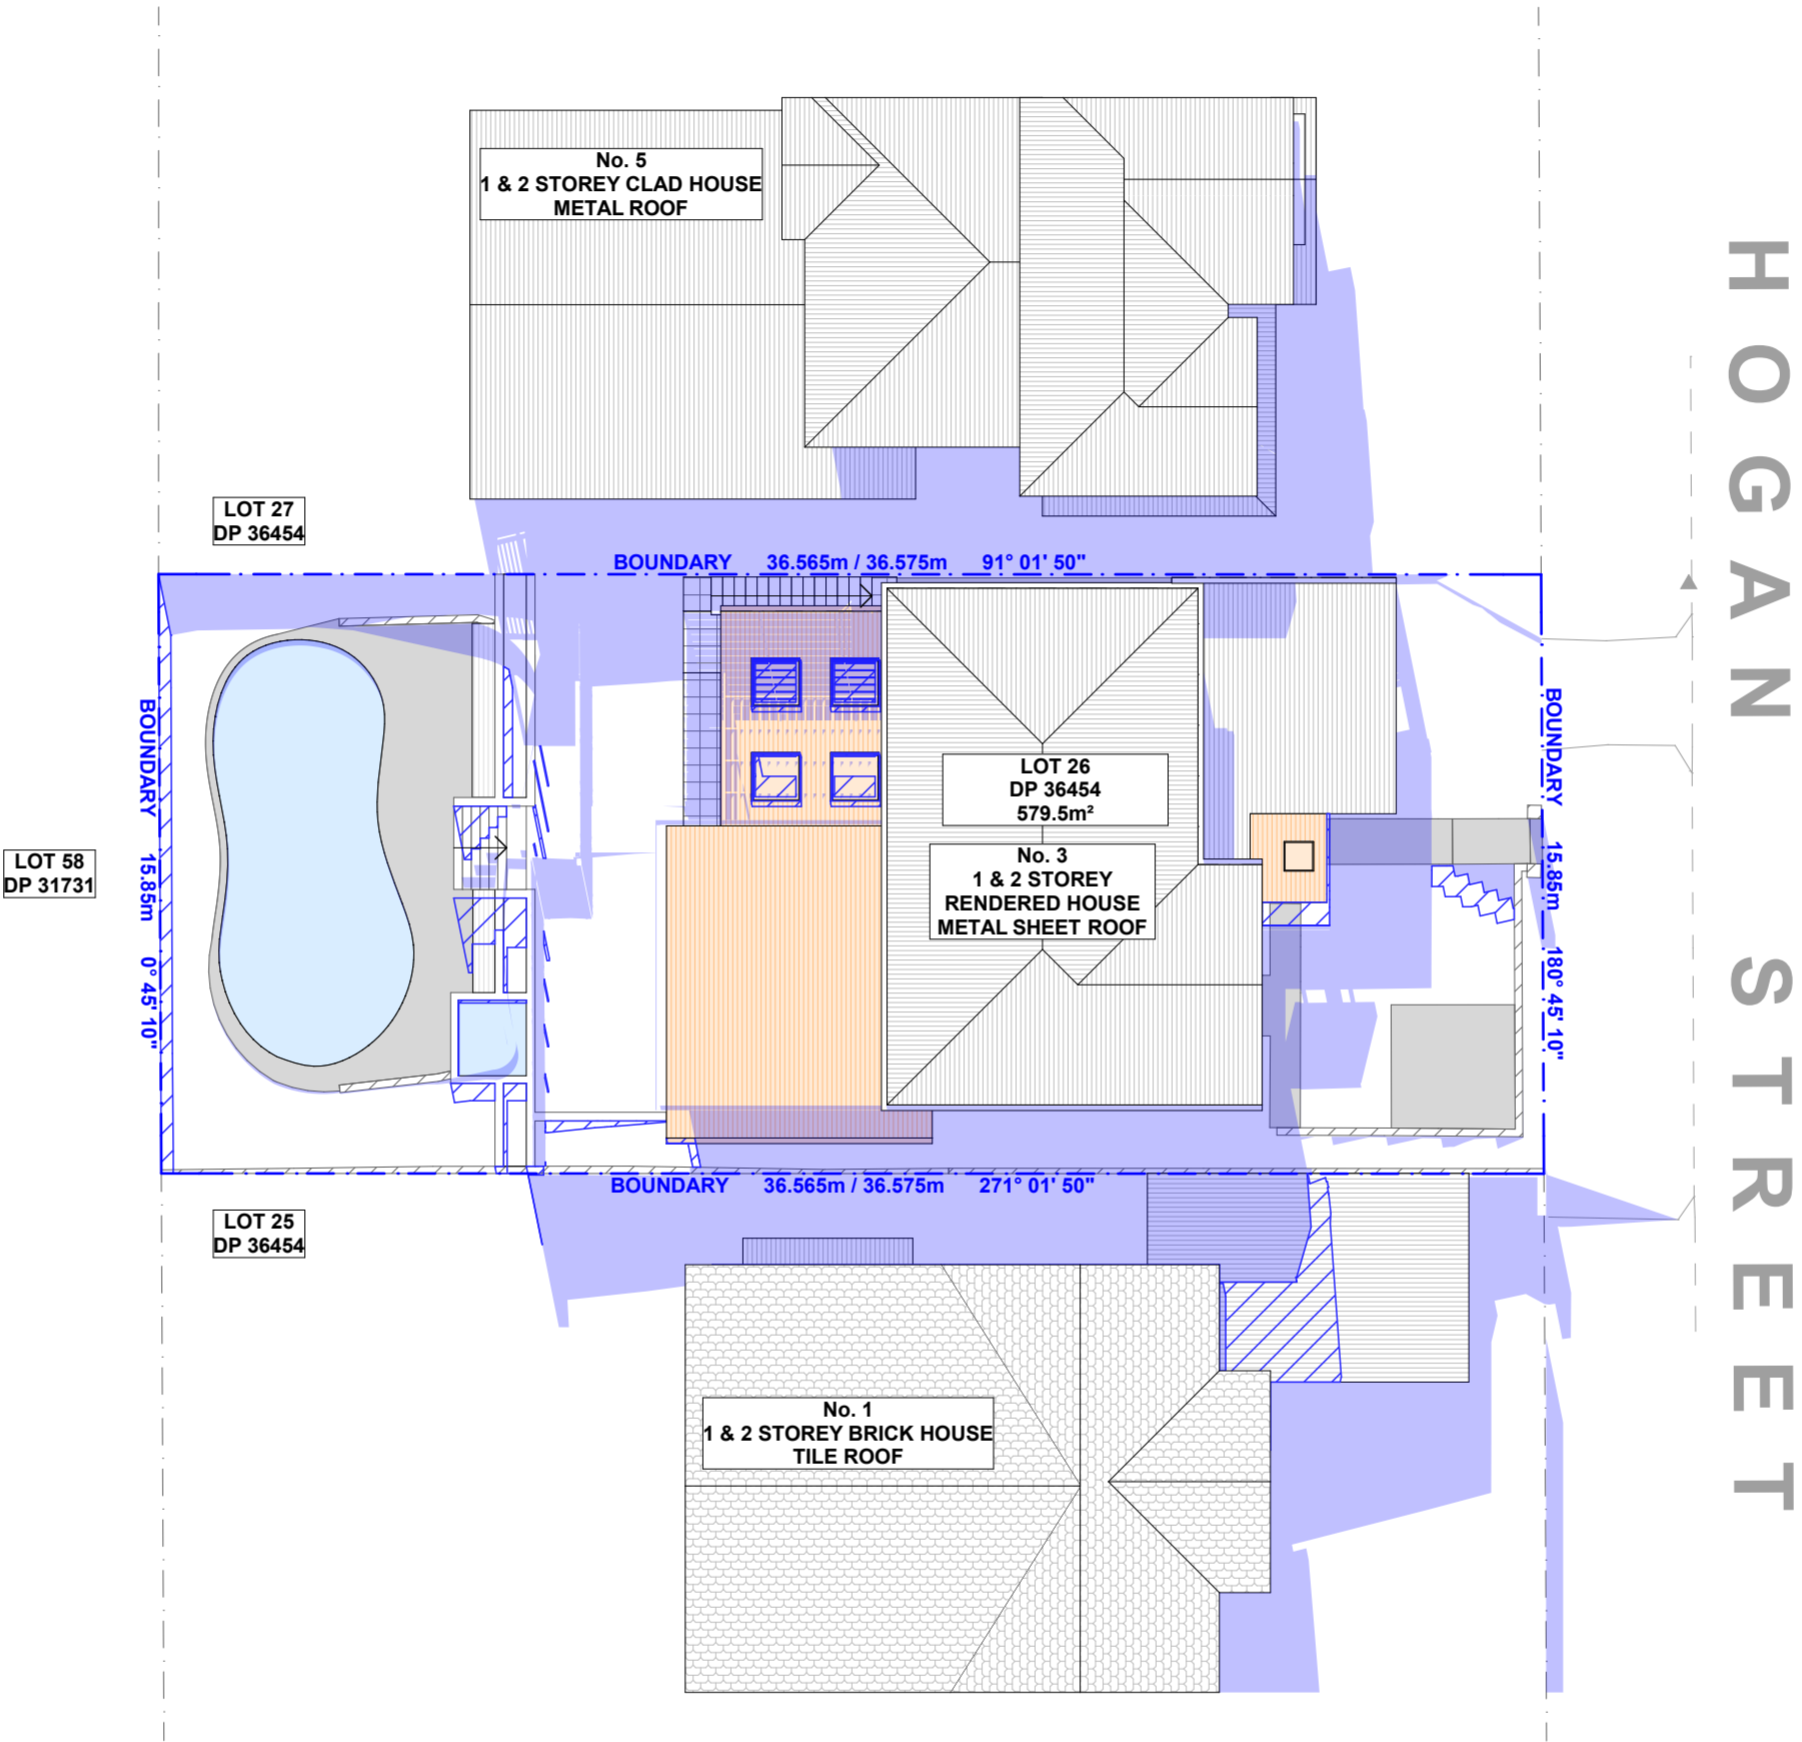 No. 5
1 & 2 STOREY CLAD HOUSE
METAL ROOF
LOT 27
DP 36454
BOUNDARY 36.565m / 36.575m 91° 01' 50"
BOUNDARY 15.85m 0° 45' 10"
LOT 58
DP 31731
LOT 26
DP 36454
579.5m²
No. 3
1 & 2 STOREY
RENDERED HOUSE
METAL SHEET ROOF
BOUNDARY 15.85m 180° 45' 10"
HOGAN STREET
BOUNDARY 36.565m / 36.575m 271° 01' 50"
LOT 25
DP 36454
No. 1
1 & 2 STOREY BRICK HOUSE
TILE ROOF